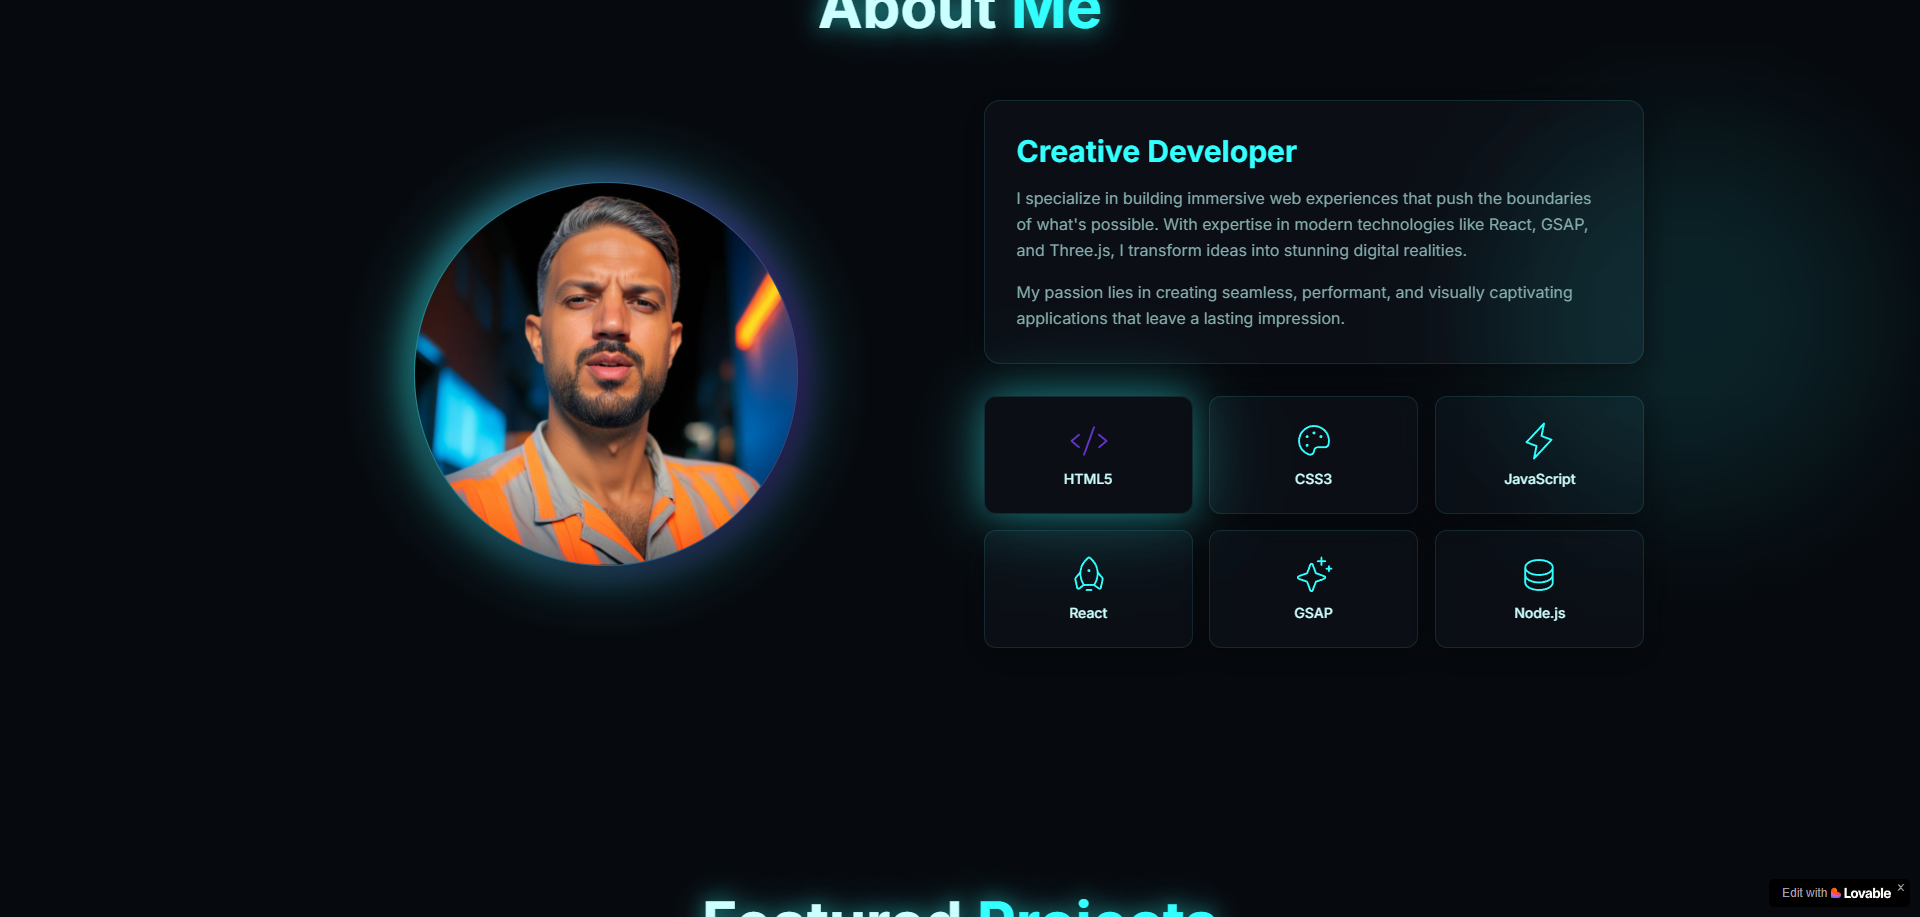 About Me
Creative Developer
I specialize in building immersive web experiences that push the boundaries
of what's possible. With expertise in modern technologies like React, GSAP,
and Three.js, I transform ideas into stunning digital realities.
My passion lies in creating seamless, performant, and visually captivating
applications that leave a lasting impression.
HTML5
CSS3
JavaScript
React
GSAP
Node.js
Featured Projects
Edit with Lovable x